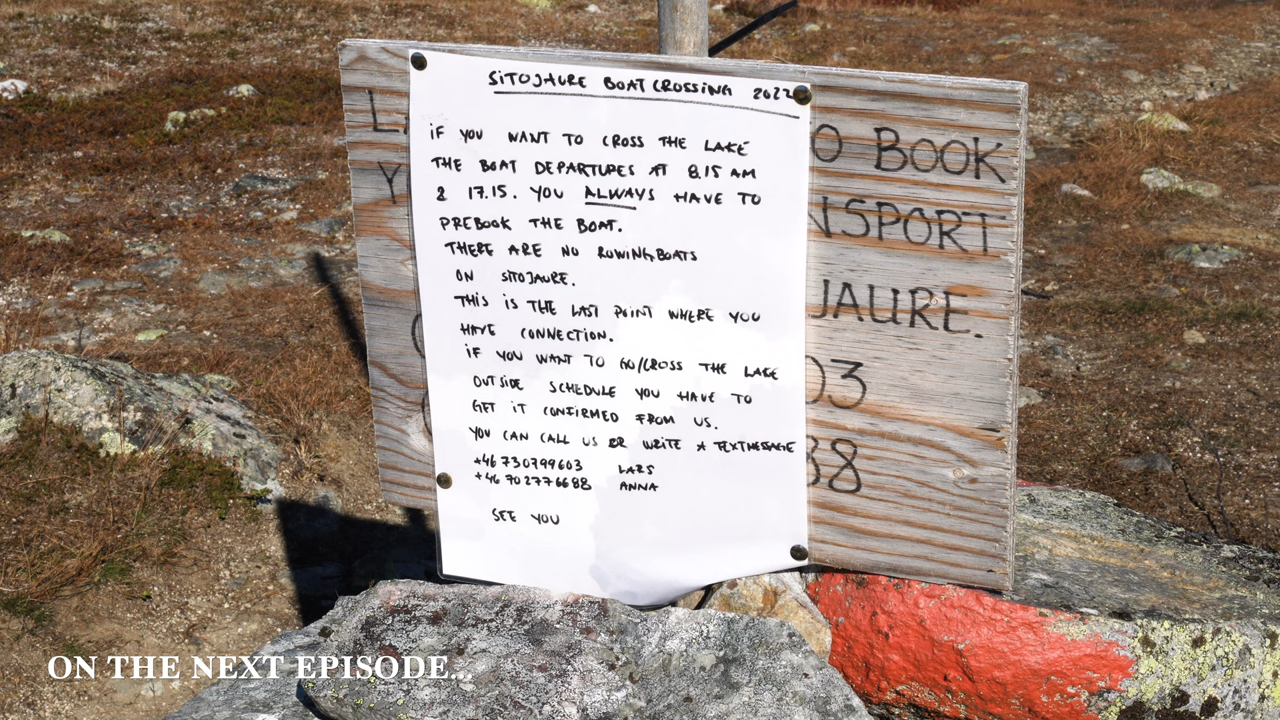 SITOJAURE BOATCROSSING 2022
IF YOU WANT TO CROSS THE LAKE
THE BOAT DEPARTURES AT 8.15 AM
& 17.15. YOU ALWAYS HAVE TO
PREBOOK THE BOAT.
THERE ARE NO ROWINGBOATS
ON SITOJAURE.
THIS IS THE LAST POINT WHERE YOU
HAVE CONNECTION.
IF YOU WANT TO GO/CROSS THE LAKE
OUTSIDE SCHEDULE YOU HAVE TO
GET IT CONFIRMED FROM US.
YOU CAN CALL US OR WRITE A TEXTMESSAGE
+46 730799603 LARS
+46 702776688 ANNA
SEE YOU
O BOOK
NSPORT
JAURE.
03
88
ON THE NEXT EPISODE...